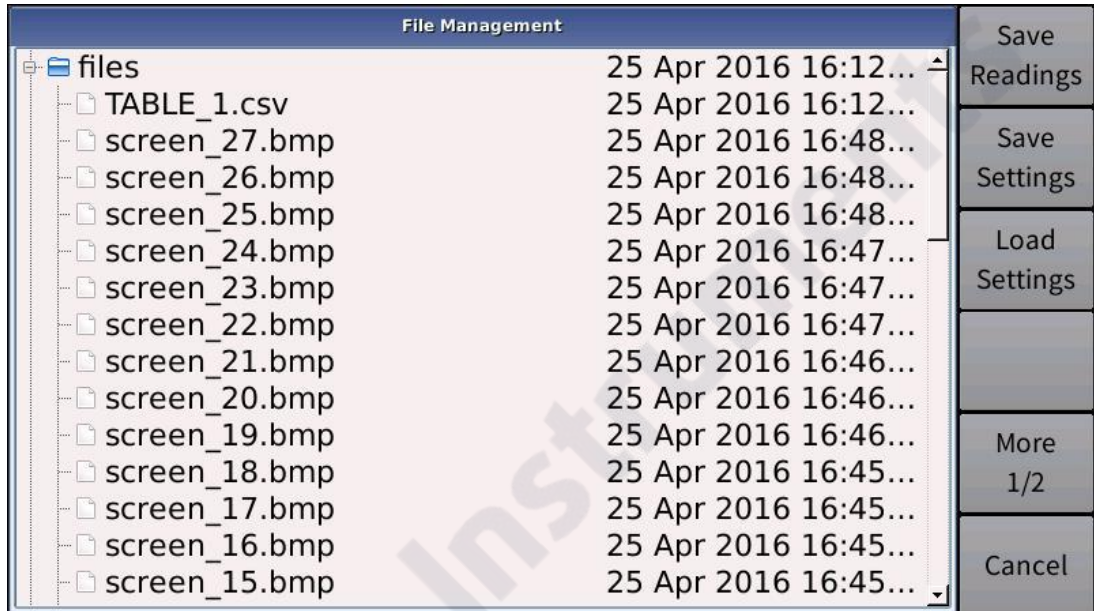 File Management
files 25 Apr 2016 16:12...
TABLE_1.csv 25 Apr 2016 16:12...
screen_27.bmp 25 Apr 2016 16:48...
screen_26.bmp 25 Apr 2016 16:48...
screen_25.bmp 25 Apr 2016 16:48...
screen_24.bmp 25 Apr 2016 16:47...
screen_23.bmp 25 Apr 2016 16:47...
screen_22.bmp 25 Apr 2016 16:47...
screen_21.bmp 25 Apr 2016 16:46...
screen_20.bmp 25 Apr 2016 16:46...
screen_19.bmp 25 Apr 2016 16:46...
screen_18.bmp 25 Apr 2016 16:45...
screen_17.bmp 25 Apr 2016 16:45...
screen_16.bmp 25 Apr 2016 16:45...
screen_15.bmp 25 Apr 2016 16:45...
Save
Readings
Save
Settings
Load
Settings
More
1/2
Cancel
Instruments